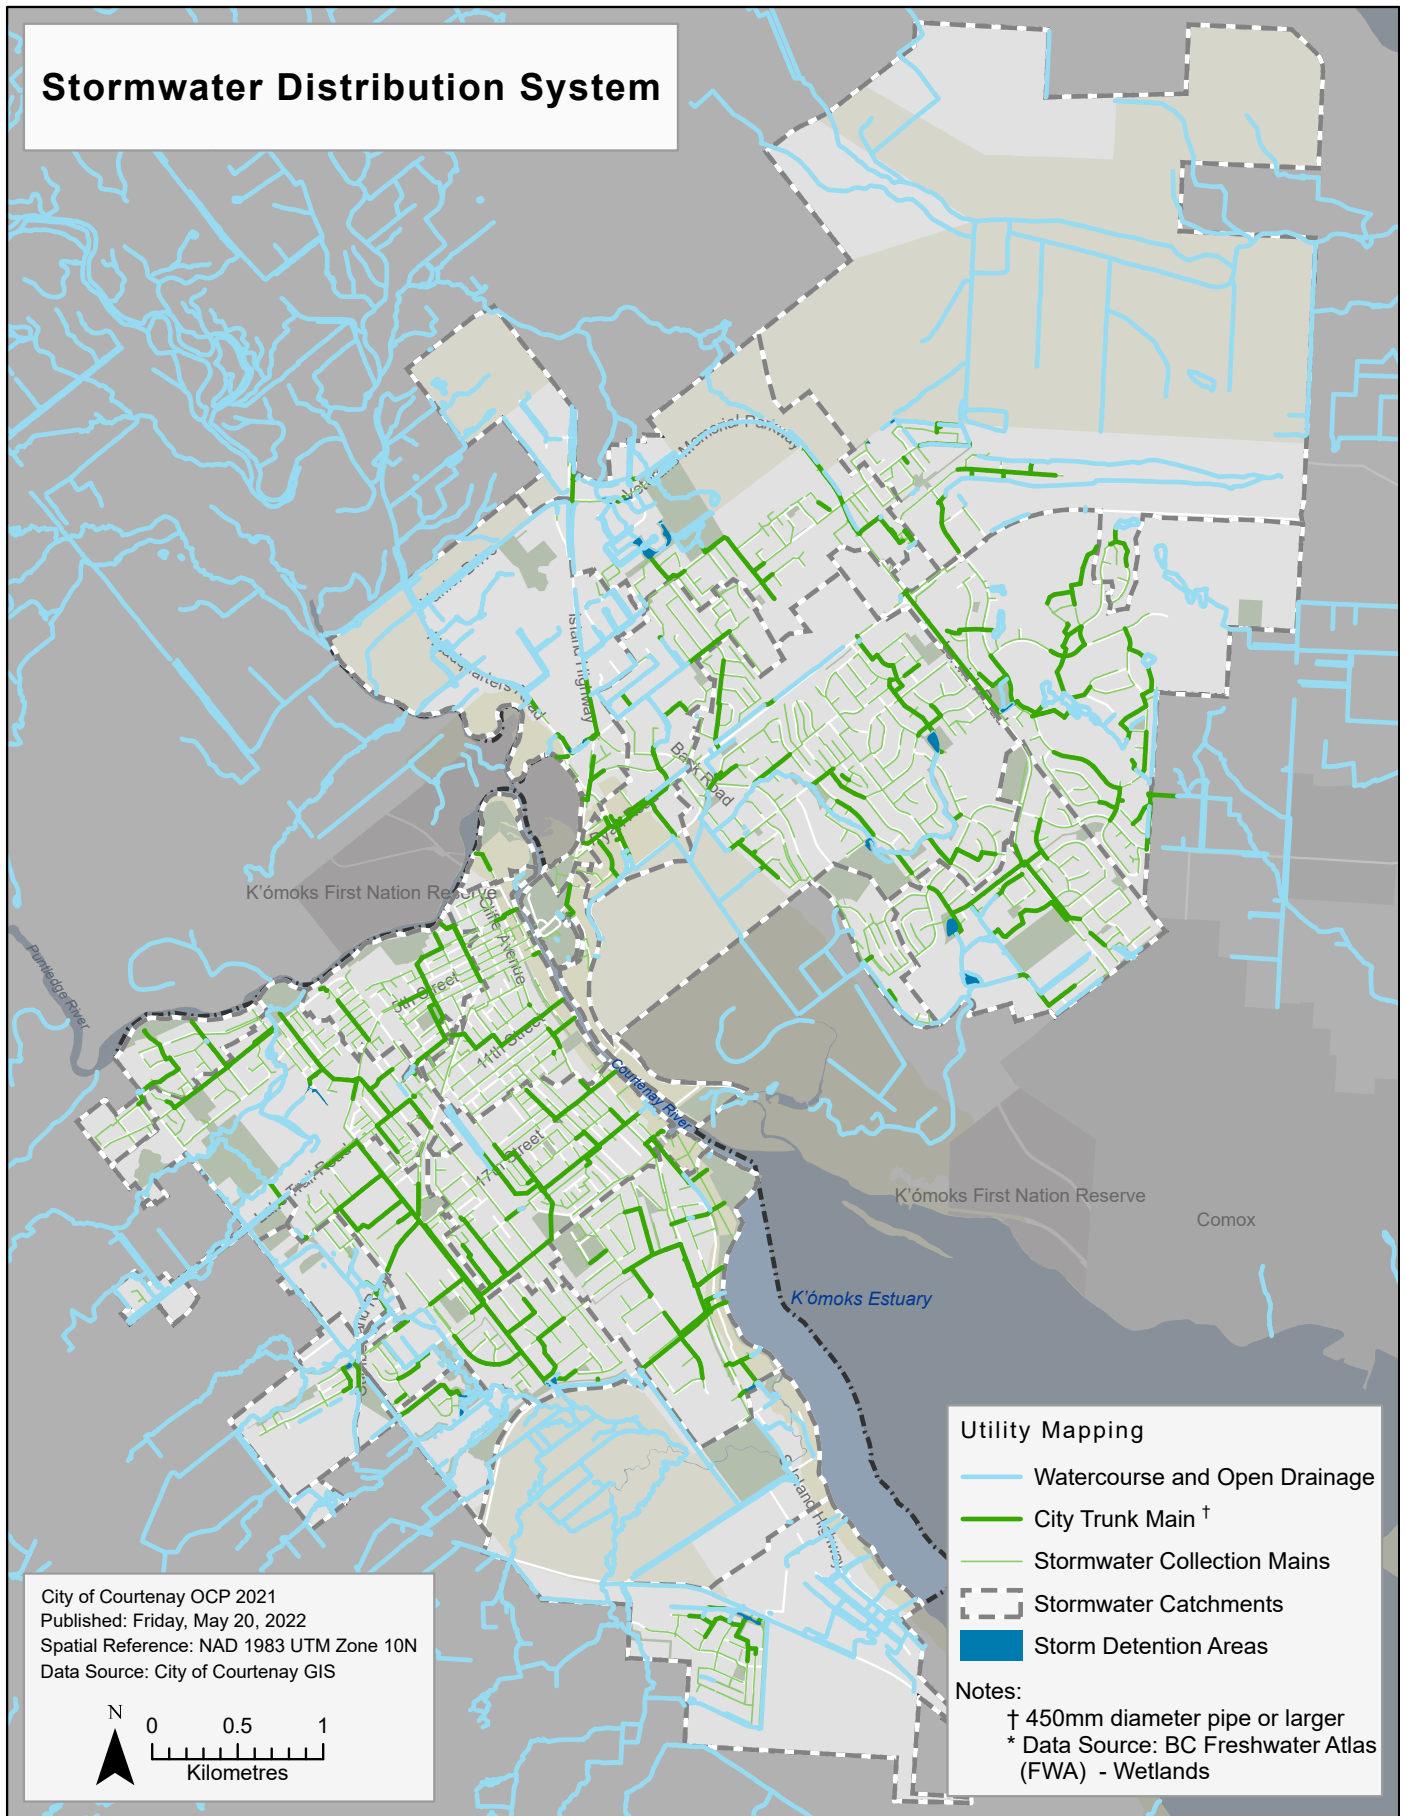 Stormwater Distribution System
Memorial Parkway
Island Highway
Back Road
K'ómoks First Nation Reserve
Cliffe Avenue
Puntledge River
5th Street
11th Street
Courtenay River
17th Street
K'ómoks First Nation Reserve
Comox
K'ómoks Estuary
Utility Mapping
Watercourse and Open Drainage
City Trunk Main †
Stormwater Collection Mains
Stormwater Catchments
Storm Detention Areas
Notes:
† 450mm diameter pipe or larger
* Data Source: BC Freshwater Atlas
(FWA) - Wetlands
City of Courtenay OCP 2021
Published: Friday, May 20, 2022
Spatial Reference: NAD 1983 UTM Zone 10N
Data Source: City of Courtenay GIS
N
0 0.5 1
Kilometres